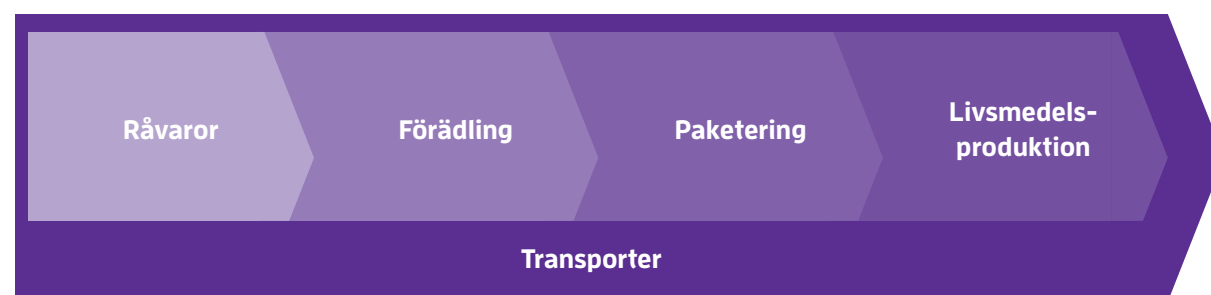 Råvaror
Förädling
Paketering
Livsmedels-
produktion
Transporter